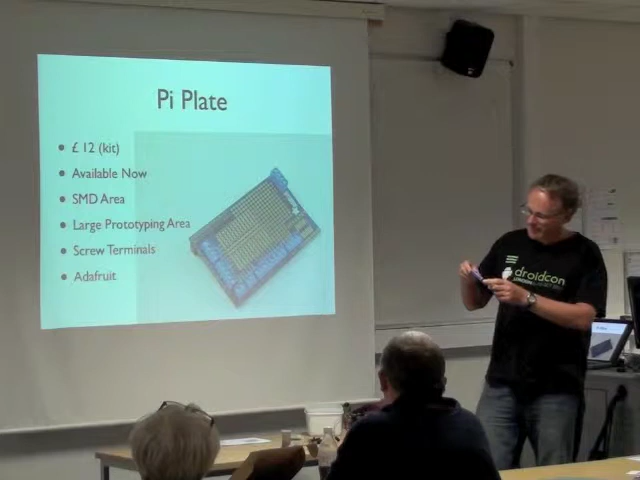 Pi Plate
• £12 (kit)
• Available Now
• SMD Area
• Large Prototyping Area
• Screw Terminals
• Adafruit
droidcon